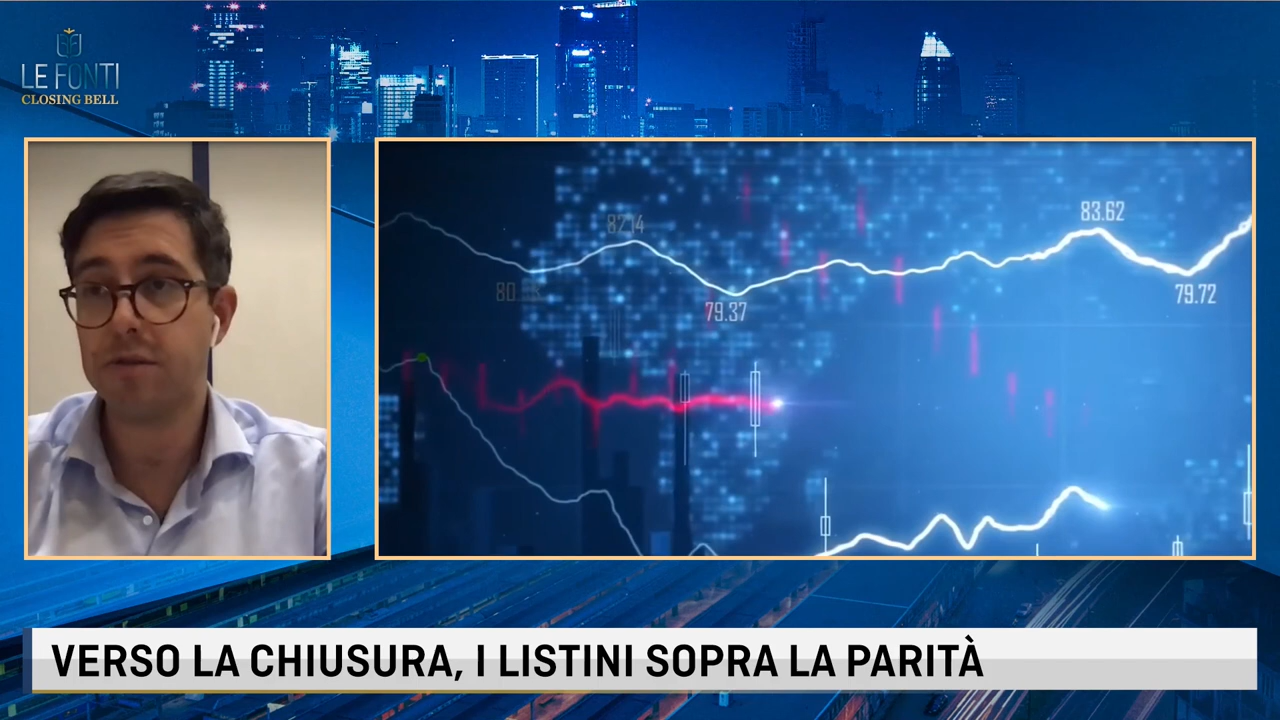 LE FONTI
CLOSING BELL
82.14
83.62
79.37
79.72
VERSO LA CHIUSURA, I LISTINI SOPRA LA PARITÀ